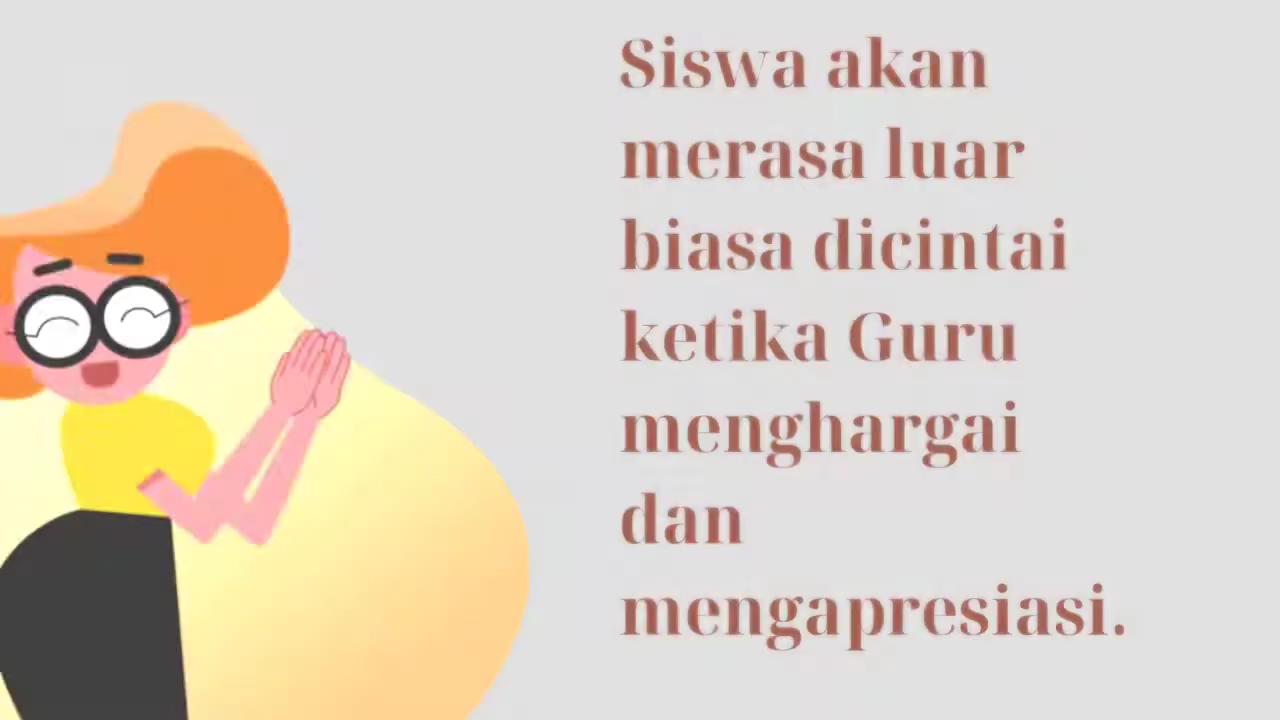 Siswa akan
merasa luar
biasa dicintai
ketika Guru
menghargai
dan
mengapresiasi.